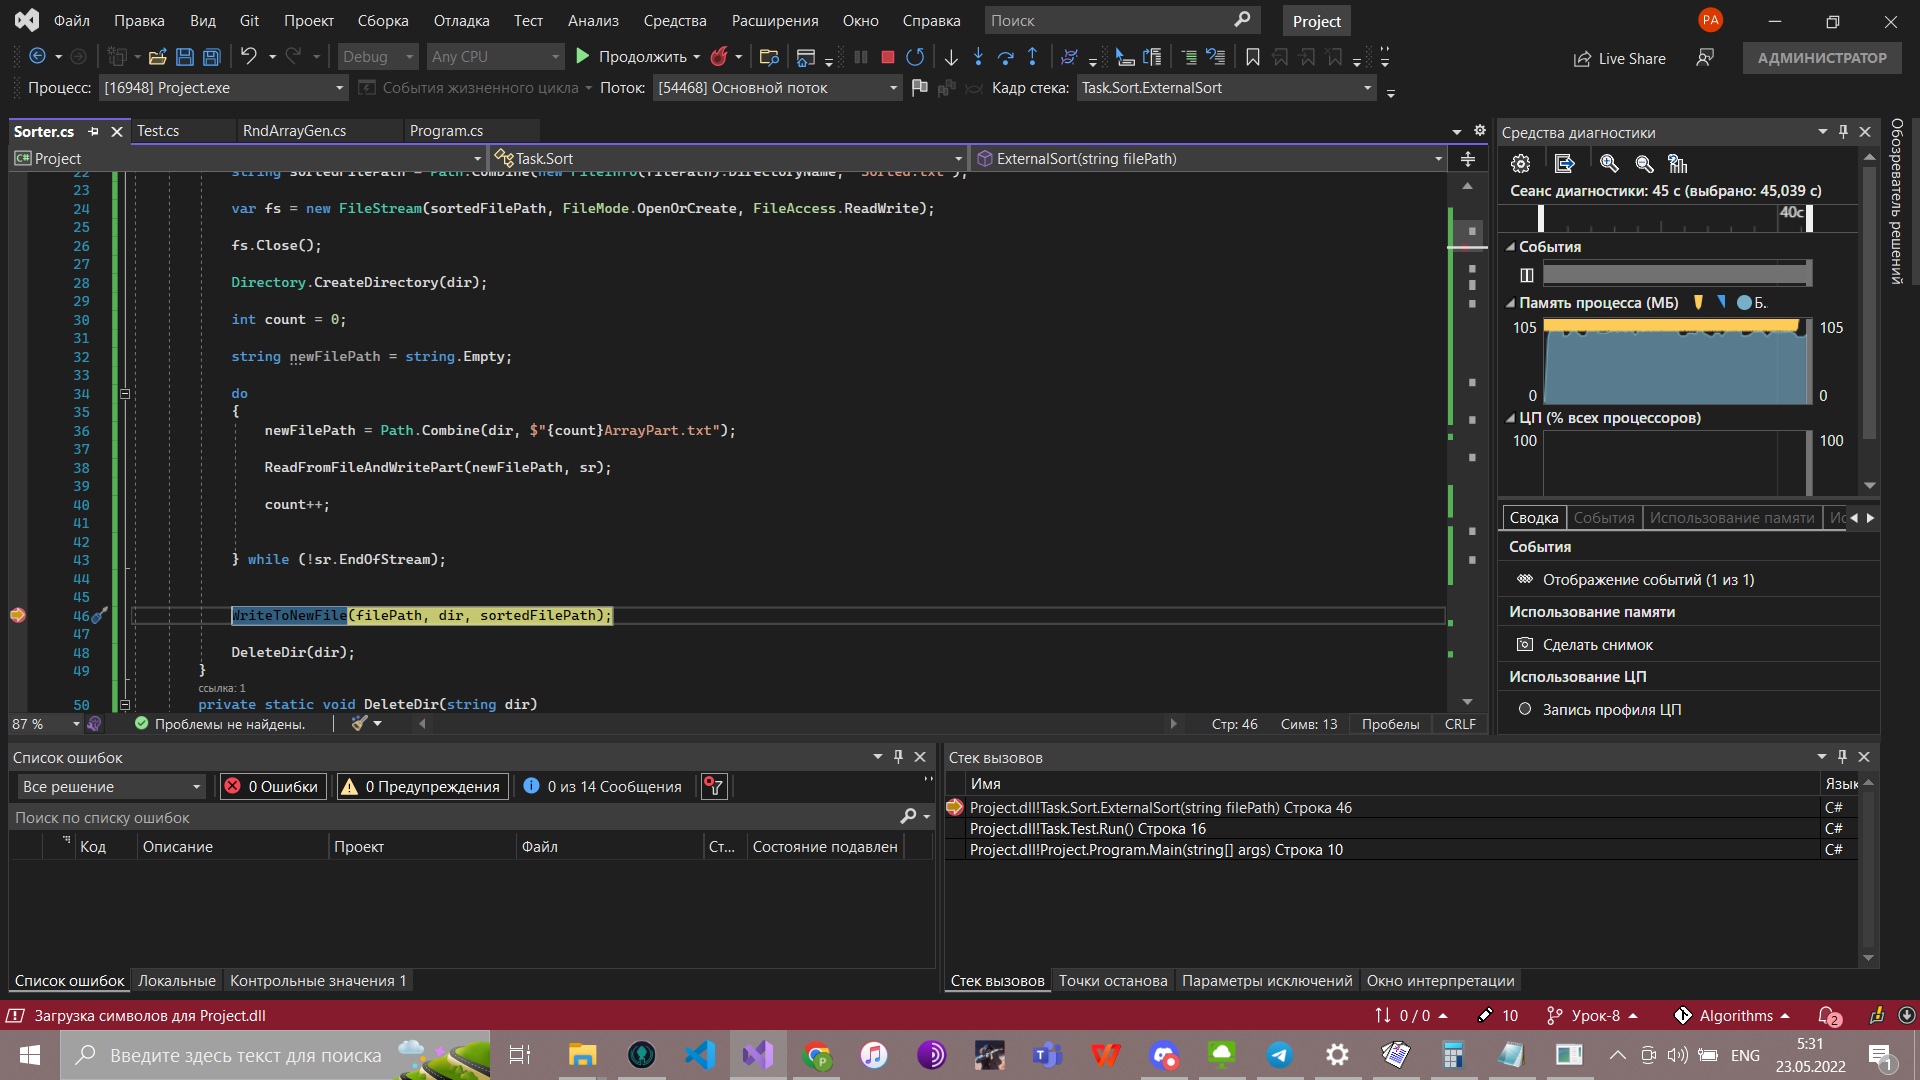 Файл Правка Вид Git Проект Сборка Отладка Тест Анализ Средства Расширения Окно Справка Поиск Project PA
Debug Any CPU Продолжить Live Share АДМИНИСТРАТОР
Процесс: [16948] Project.exe События жизненного цикла Поток: [54468] Основной поток Кадр стека: Task.Sort.ExternalSort
Sorter.cs Test.cs RndArrayGen.cs Program.cs
C# Project Task.Sort ExternalSort(string filePath)
22 string sortedFilePath = Path.Combine(new FileInfo(filePath).DirectoryName, "Sorted.txt");
23
24 var fs = new FileStream(sortedFilePath, FileMode.OpenOrCreate, FileAccess.ReadWrite);
25
26 fs.Close();
27
28 Directory.CreateDirectory(dir);
29
30 int count = 0;
31
32 string newFilePath = string.Empty;
33
34 do
35 {
36 newFilePath = Path.Combine(dir, $"{count}ArrayPart.txt");
37
38 ReadFromFileAndWritePart(newFilePath, sr);
39
40 count++;
41
42
43 } while (!sr.EndOfStream);
44
45
46 WriteToNewFile(filePath, dir, sortedFilePath);
47
48 DeleteDir(dir);
49 }
ссылка: 1
50 private static void DeleteDir(string dir)
87 % Проблемы не найдены. Стр: 46 Симв: 13 Пробелы CRLF
Средства диагностики
Сеанс диагностики: 45 с (выбрано: 45,039 с)
40с
События
Память процесса (МБ) Б..
105 105
0 0
ЦП (% всех процессоров)
100 100
Сводка События Использование памяти Ис
События
Отображение событий (1 из 1)
Использование памяти
Сделать снимок
Использование ЦП
Запись профиля ЦП
Обозреватель решений
Список ошибок
Все решение 0 Ошибки 0 Предупреждения 0 из 14 Сообщения
Поиск по списку ошибок
Код Описание Проект Файл Ст... Состояние подавлен
Список ошибок Локальные Контрольные значения 1
Стек вызовов
Имя Язык
Project.dll!Task.Sort.ExternalSort(string filePath) Строка 46 C#
Project.dll!Task.Test.Run() Строка 16 C#
Project.dll!Project.Program.Main(string[] args) Строка 10 C#
Стек вызовов Точки останова Параметры исключений Окно интерпретации
Загрузка символов для Project.dll 0 / 0 10 Урок-8 Algorithms 2
Введите здесь текст для поиска ENG 5:31
23.05.2022 1